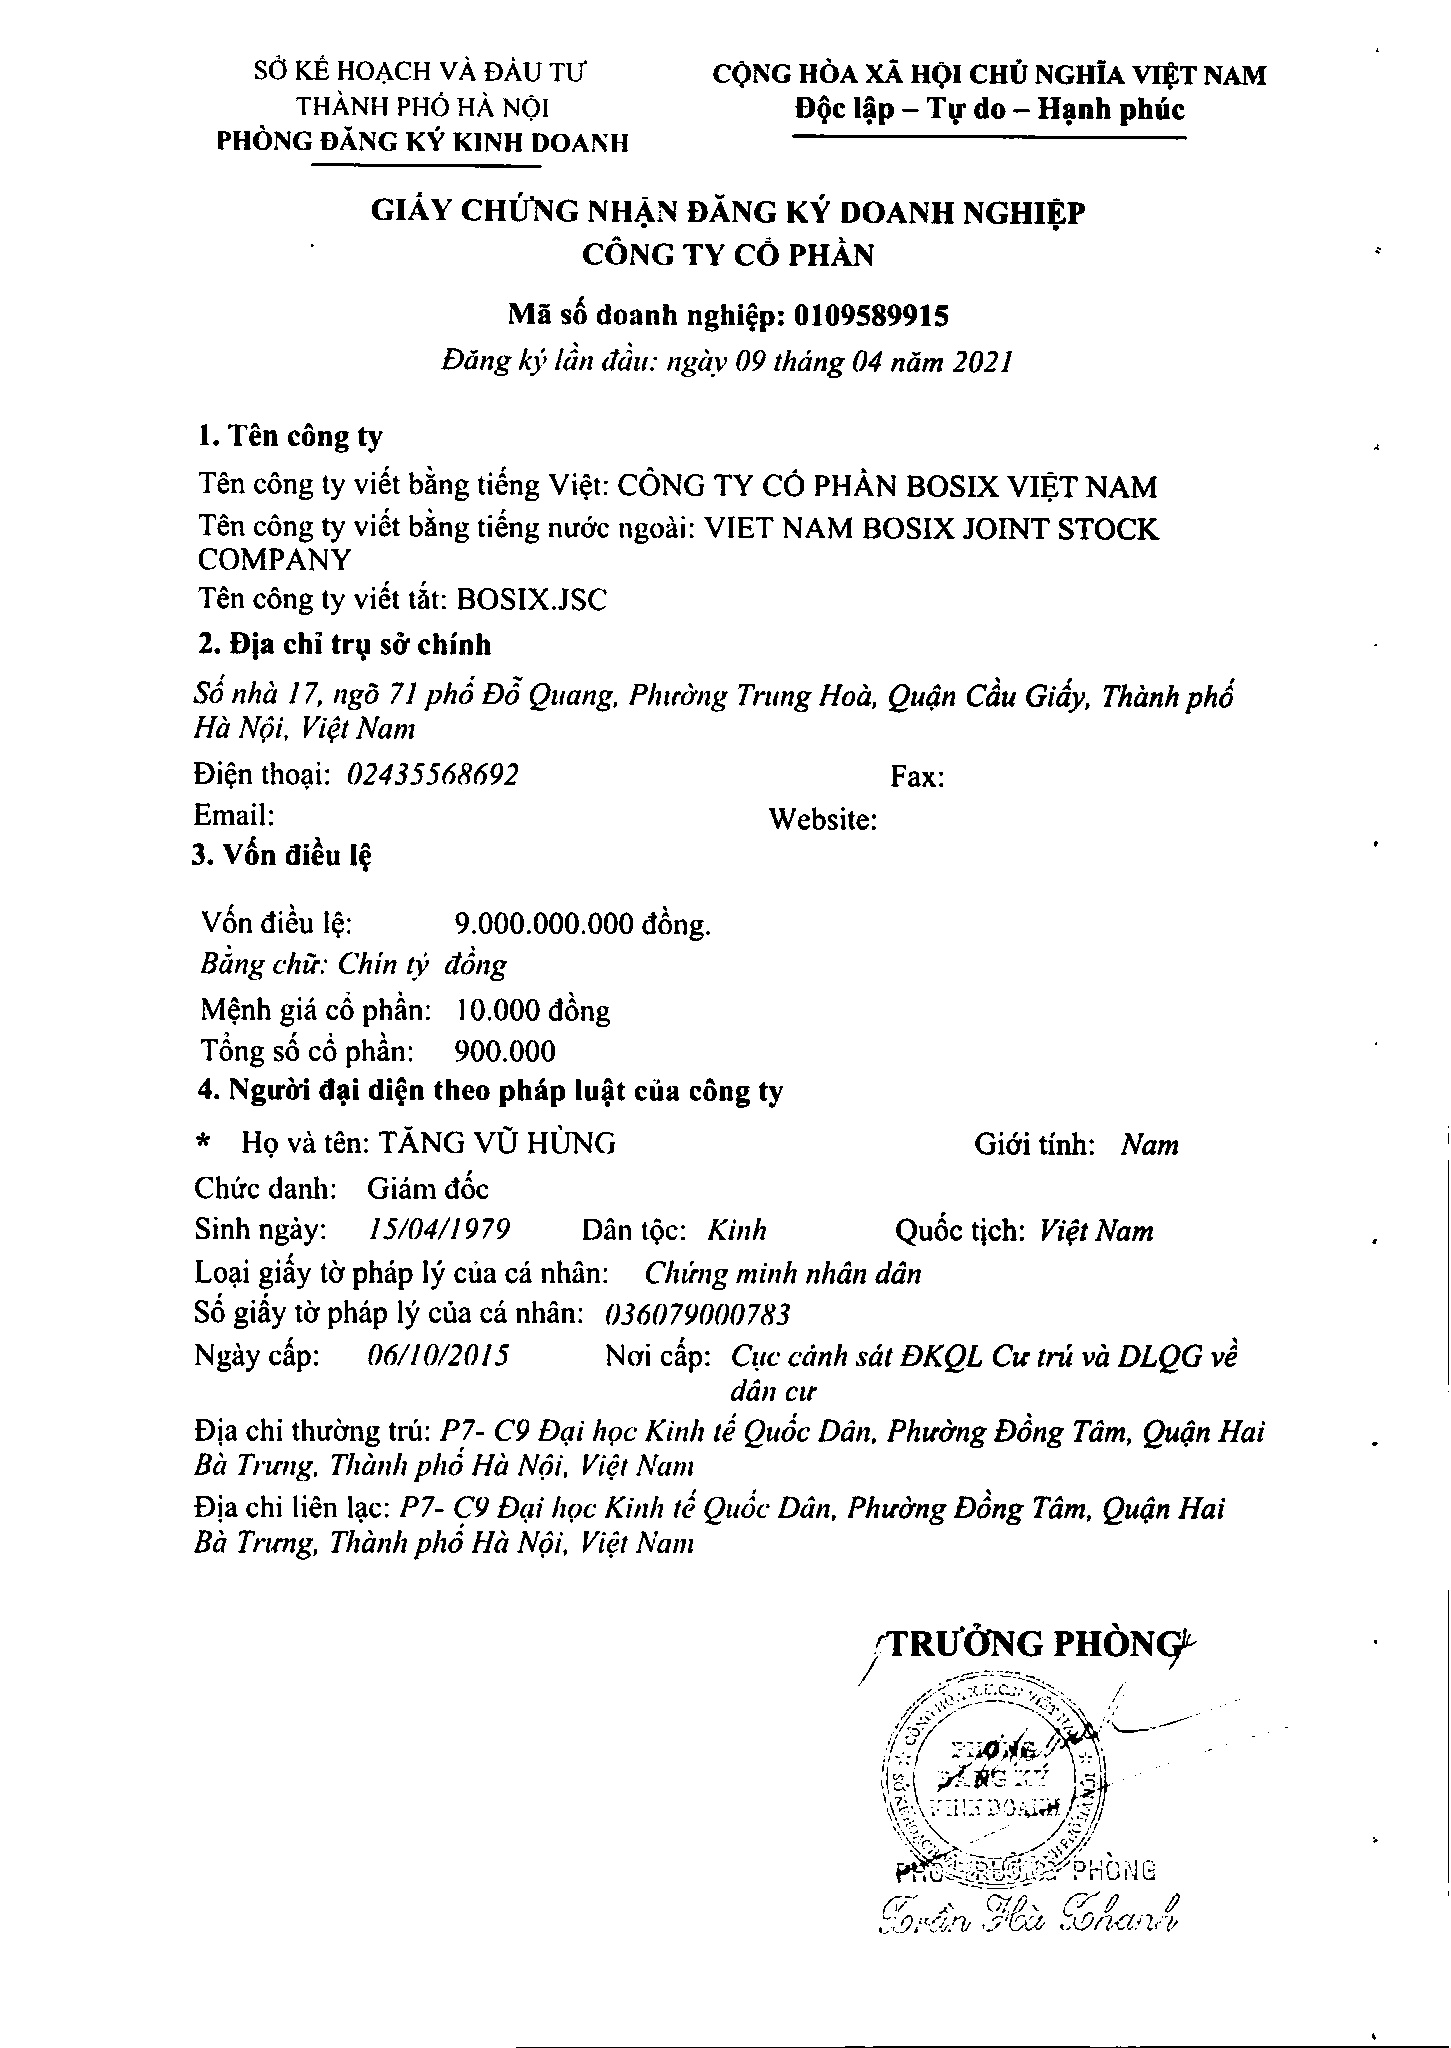 SỞ KẾ HOẠCH VÀ ĐẦU TƯ
THÀNH PHỐ HÀ NỘI
PHÒNG ĐĂNG KÝ KINH DOANH
CỘNG HÒA XÃ HỘI CHỦ NGHĨA VIỆT NAM
Độc lập – Tự do – Hạnh phúc
GIẤY CHỨNG NHẬN ĐĂNG KÝ DOANH NGHIỆP
CÔNG TY CỔ PHẦN
Mã số doanh nghiệp: 0109589915
Đăng ký lần đầu: ngày 09 tháng 04 năm 2021
1. Tên công ty
Tên công ty viết bằng tiếng Việt: CÔNG TY CỔ PHẦN BOSIX VIỆT NAM
Tên công ty viết bằng tiếng nước ngoài: VIET NAM BOSIX JOINT STOCK
COMPANY
Tên công ty viết tắt: BOSIX.JSC
2. Địa chỉ trụ sở chính
Số nhà 17, ngõ 71 phố Đỗ Quang, Phường Trung Hoà, Quận Cầu Giấy, Thành phố
Hà Nội, Việt Nam
Điện thoại: 02435568692 Fax:
Email: Website:
3. Vốn điều lệ
Vốn điều lệ: 9.000.000.000 đồng.
Bằng chữ: Chín tỷ đồng
Mệnh giá cổ phần: 10.000 đồng
Tổng số cổ phần: 900.000
4. Người đại diện theo pháp luật của công ty
* Họ và tên: TĂNG VŨ HÙNG Giới tính: Nam
Chức danh: Giám đốc
Sinh ngày: 15/04/1979 Dân tộc: Kinh Quốc tịch: Việt Nam
Loại giấy tờ pháp lý của cá nhân: Chứng minh nhân dân
Số giấy tờ pháp lý của cá nhân: 036079000783
Ngày cấp: 06/10/2015 Nơi cấp: Cục cảnh sát ĐKQL Cư trú và DLQG về
dân cư
Địa chỉ thường trú: P7- C9 Đại học Kinh tế Quốc Dân, Phường Đồng Tâm, Quận Hai
Bà Trưng, Thành phố Hà Nội, Việt Nam
Địa chỉ liên lạc: P7- C9 Đại học Kinh tế Quốc Dân, Phường Đồng Tâm, Quận Hai
Bà Trưng, Thành phố Hà Nội, Việt Nam
TRƯỞNG PHÒNG
PHÒNG
ĐĂNG KÝ
KINH DOANH
PHÓ TRƯỞNG PHÒNG
Trần Hà Thanh